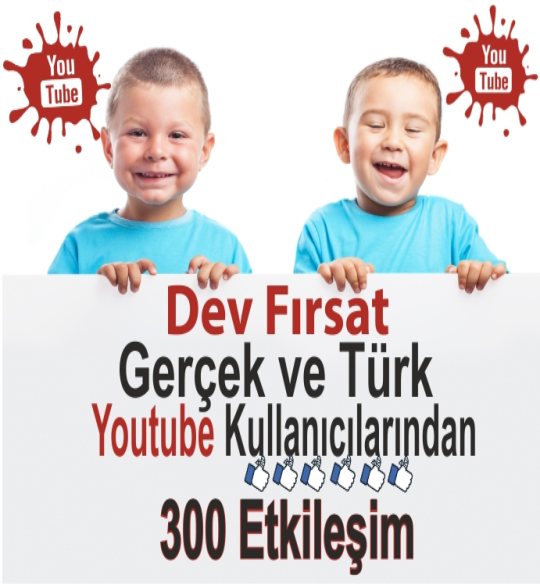 You
Tube
You
Tube
Dev Fırsat
Gerçek ve Türk
Youtube Kullanıcılarından
300 Etkileşim